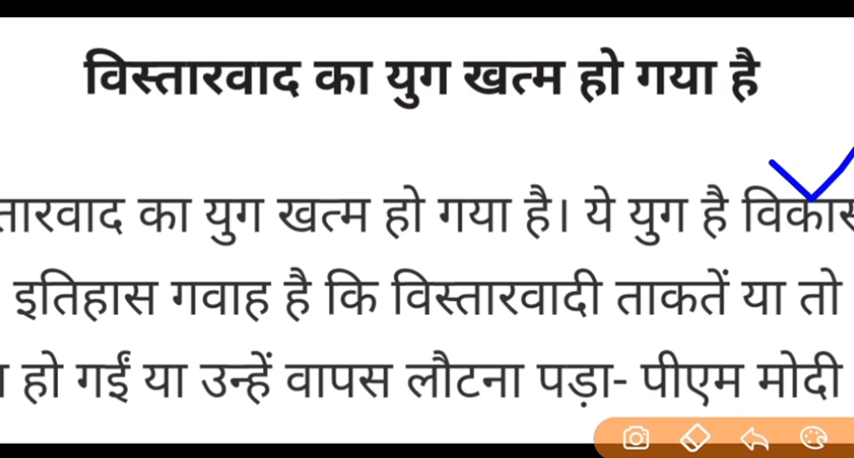 विस्तारवाद का युग खत्म हो गया है
तारवाद का युग खत्म हो गया है। ये युग है विकास
इतिहास गवाह है कि विस्तारवादी ताकतें या तो
हो गईं या उन्हें वापस लौटना पड़ा- पीएम मोदी